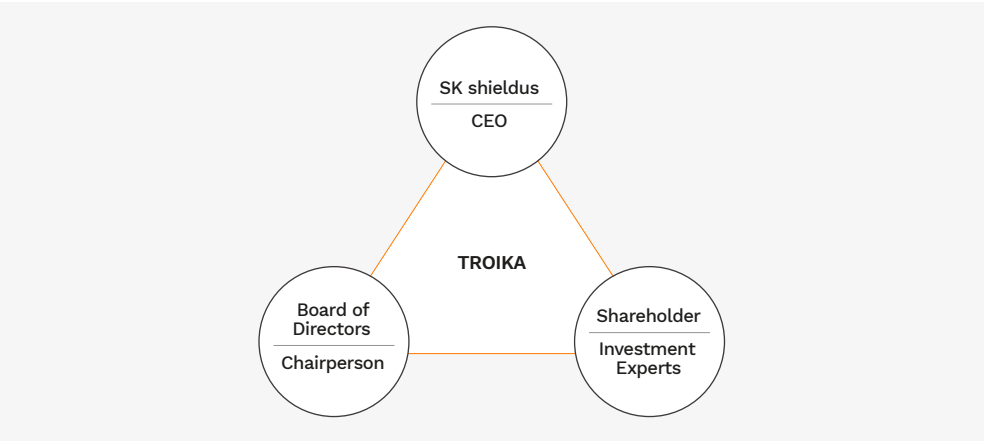 SK shieldus
CEO
TROIKA
Board of
Directors
Chairperson
Shareholder
Investment
Experts